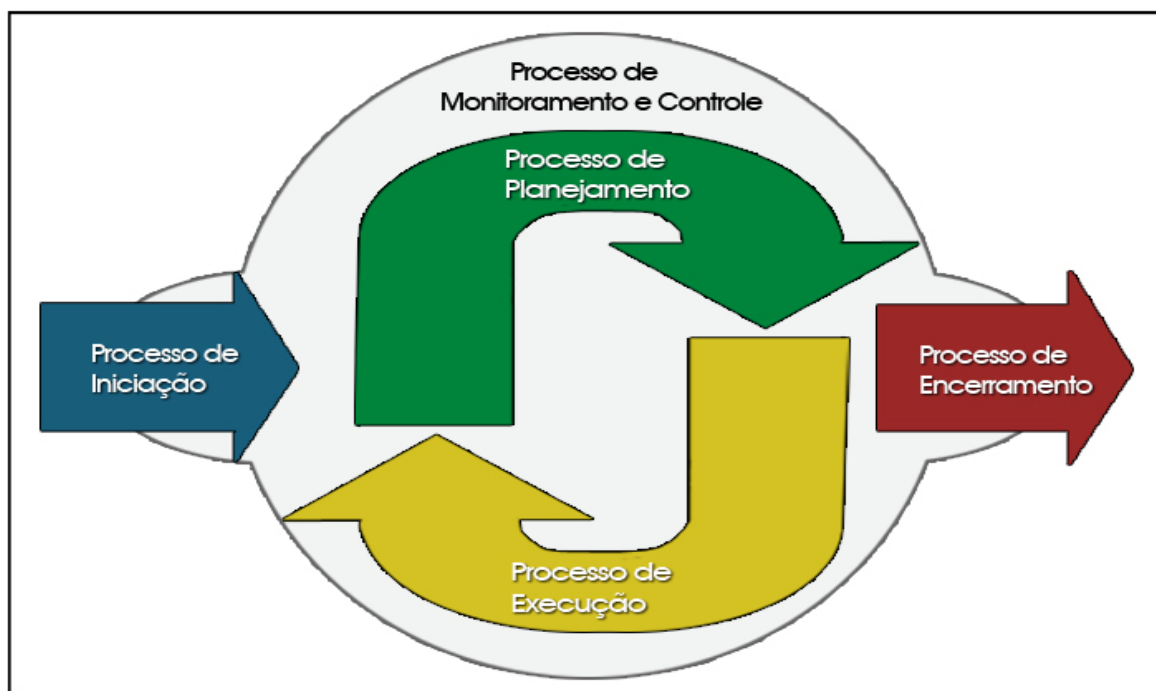 Processo de
Monitoramento e Controle
Processo de
Planejamento
Processo de
Iniciação
Processo de
Encerramento
Processo de
Execução